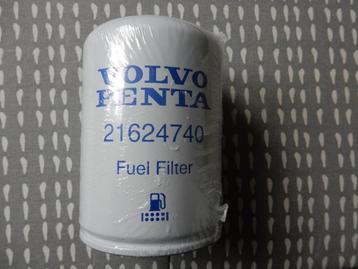 VOLVO
PENTA
21624740
Fuel Filter